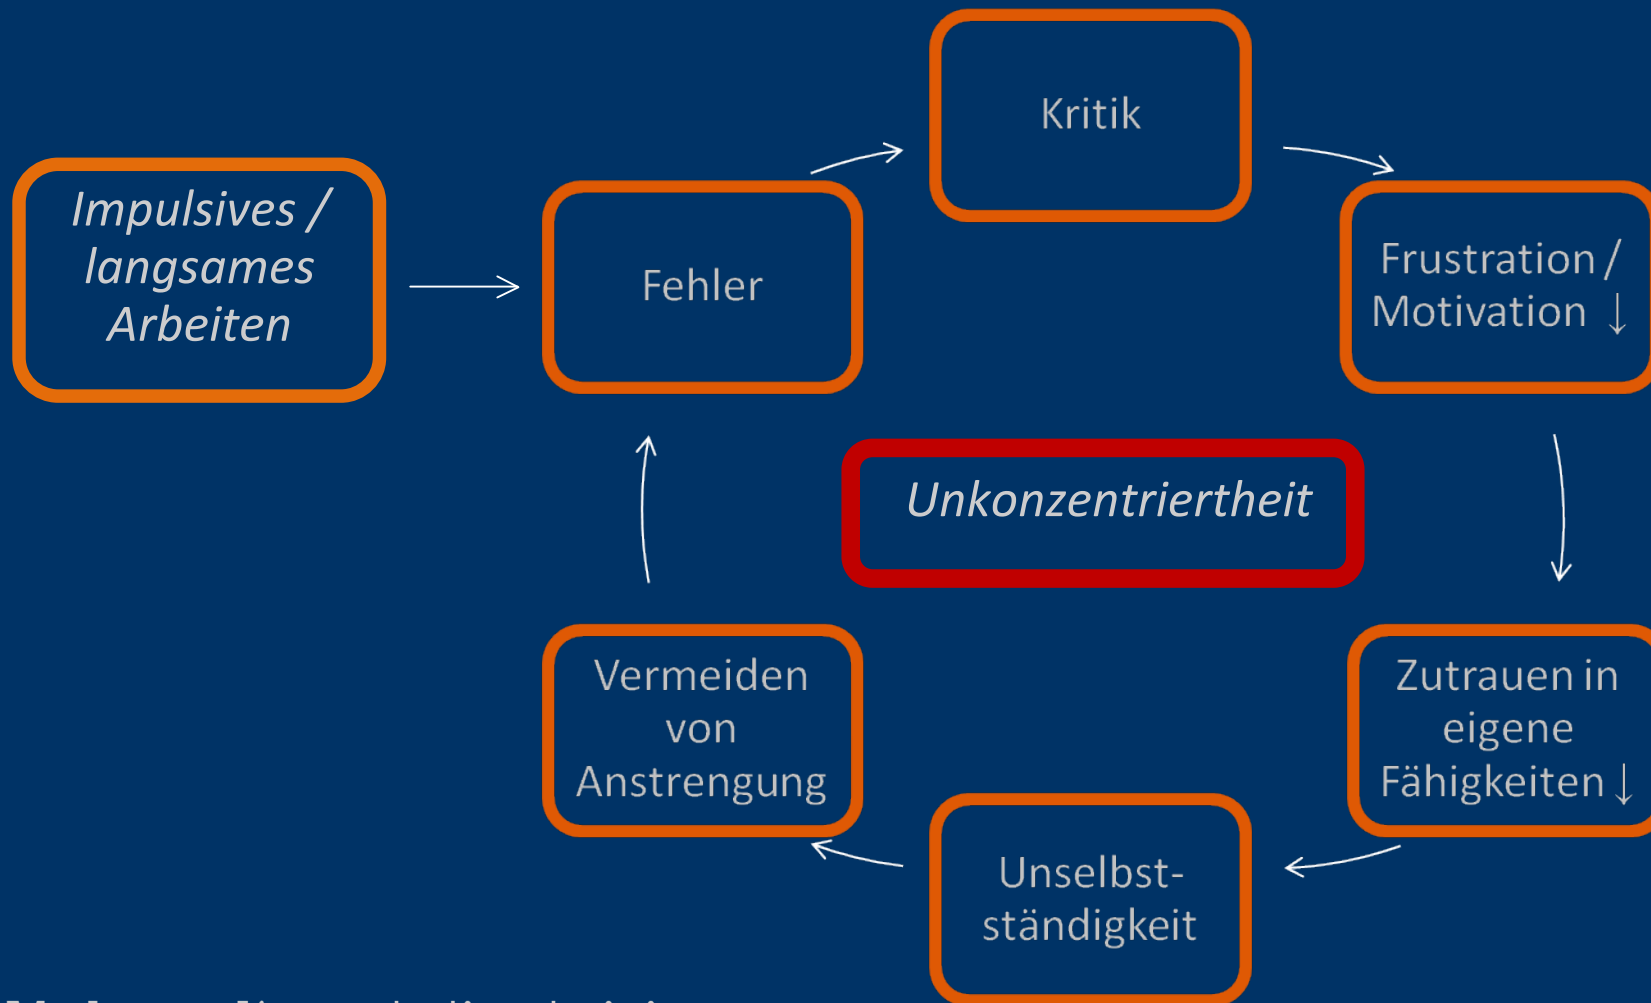 Kritik
Impulsives /
langsames
Arbeiten
Fehler
Frustration /
Motivation ↓
Unkonzentriertheit
Vermeiden
von
Anstrengung
Zutrauen in
eigene
Fähigkeiten ↓
Unselbst-
ständigkeit